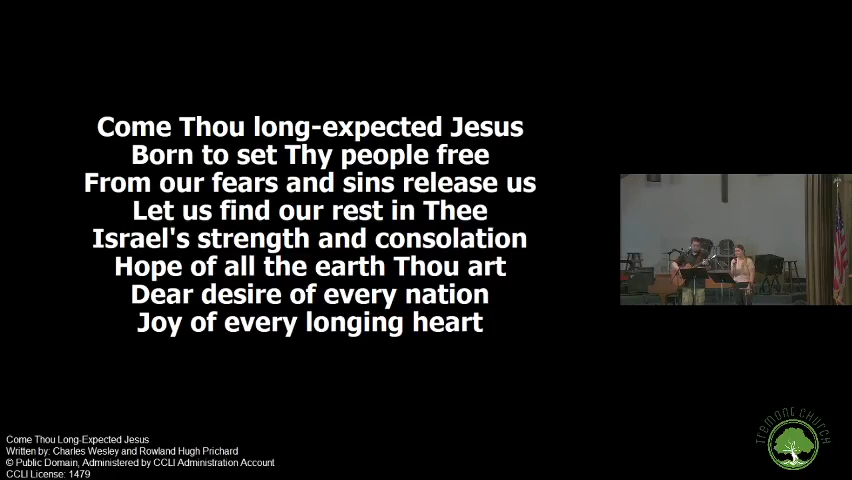 Come Thou long-expected Jesus
Born to set Thy people free
From our fears and sins release us
Let us find our rest in Thee
Israel's strength and consolation
Hope of all the earth Thou art
Dear desire of every nation
Joy of every longing heart
Come Thou Long-Expected Jesus
Written by: Charles Wesley and Rowland Hugh Prichard
© Public Domain, Administered by CCLI Administration Account
CCLI License: 1479
TREMONT CHURCH